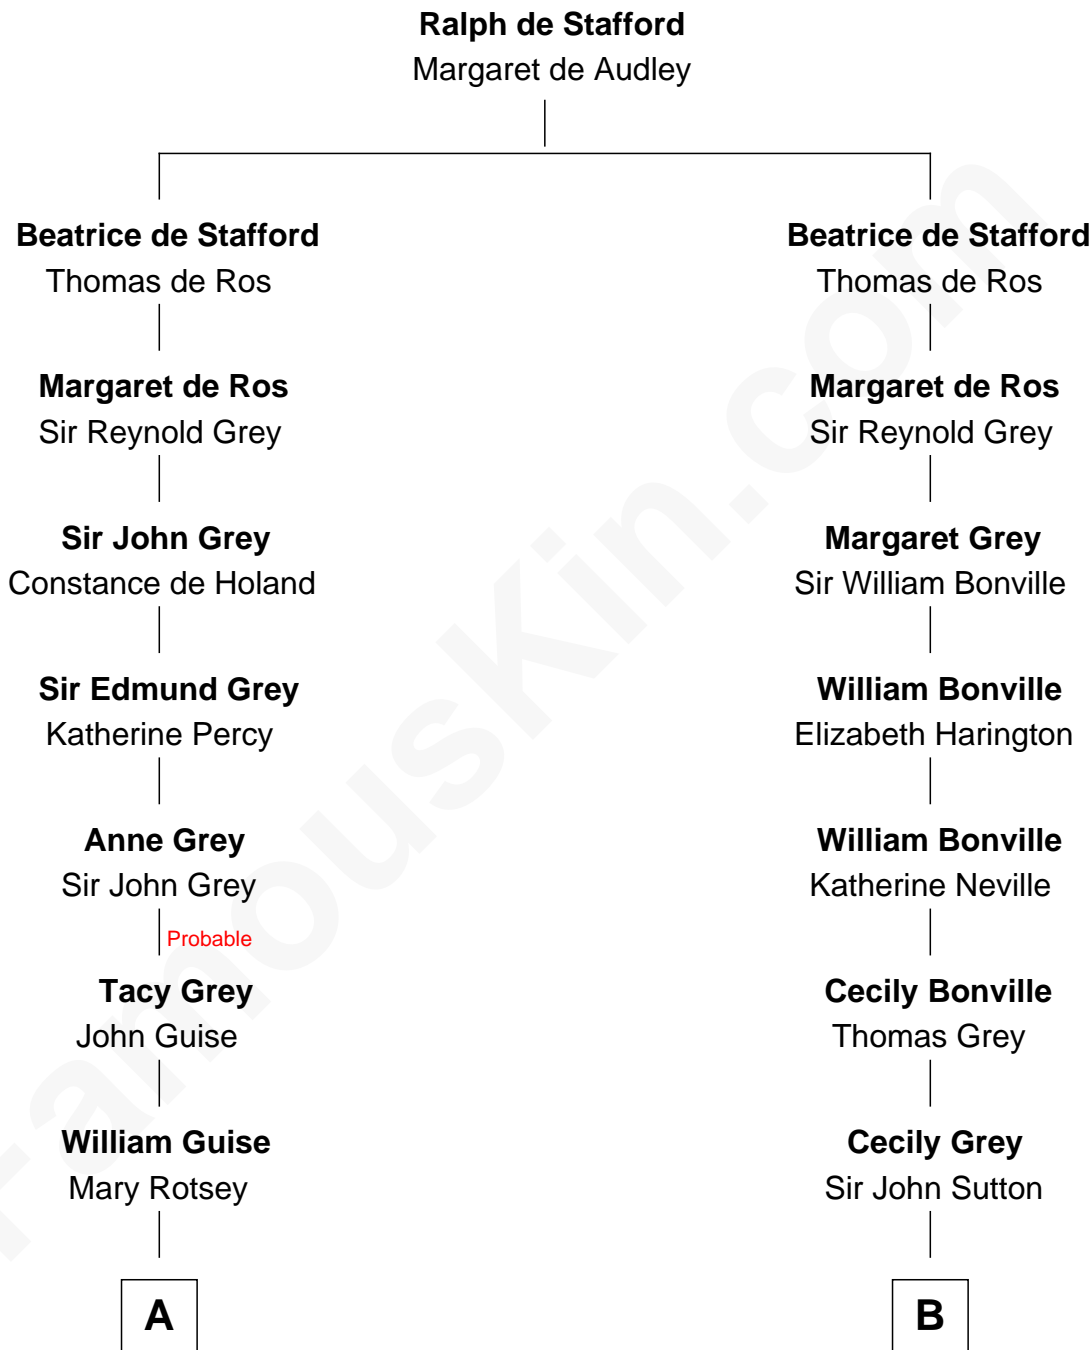 Ralph de Stafford
Margaret de Audley
Beatrice de Stafford
Thomas de Ros
Margaret de Ros
Sir Reynold Grey
Sir John Grey
Constance de Holand
Sir Edmund Grey
Katherine Percy
Anne Grey
Sir John Grey
Probable
Tacy Grey
John Guise
William Guise
Mary Rotsey
A
Beatrice de Stafford
Thomas de Ros
Margaret de Ros
Sir Reynold Grey
Margaret Grey
Sir William Bonville
William Bonville
Elizabeth Harington
William Bonville
Katherine Neville
Cecily Bonville
Thomas Grey
Cecily Grey
Sir John Sutton
B
FamousKin.com